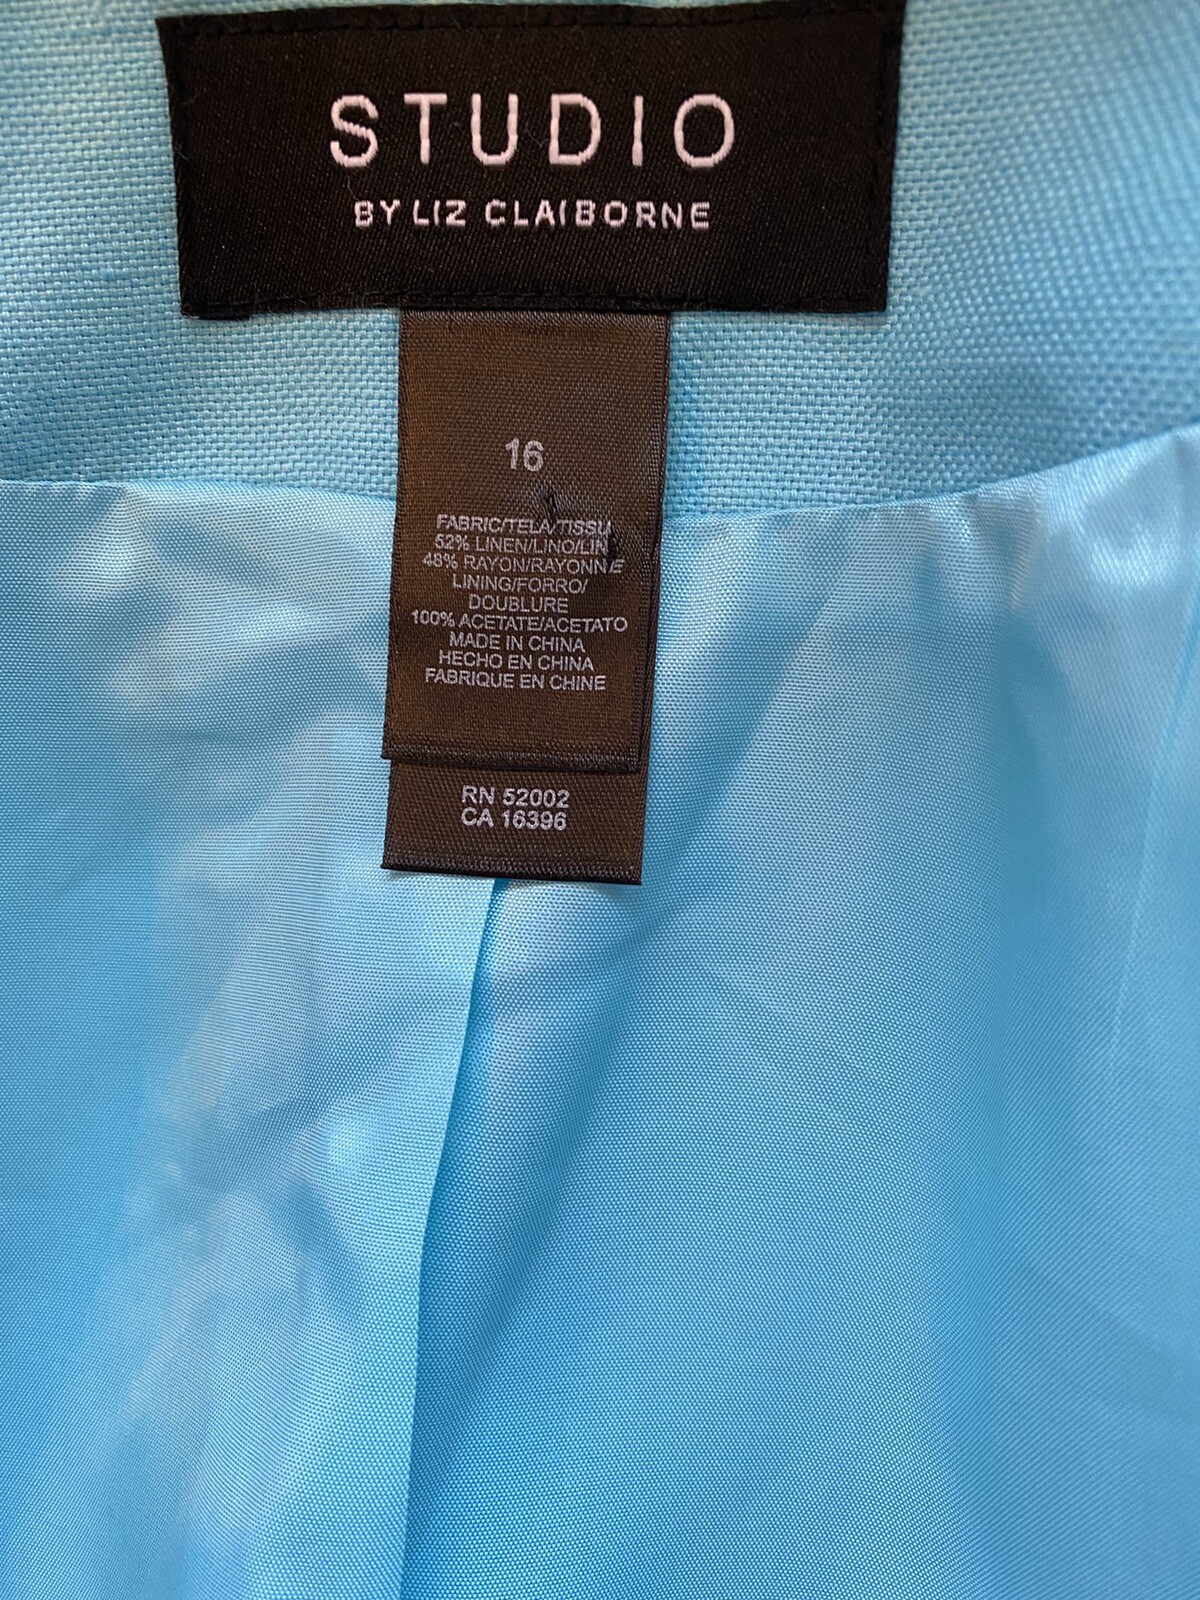 STUDIO
BY LIZ CLAIBORNE
16
FABRIC/TELA/TISSU
52% LINEN/LINO/LIN
48% RAYON/RAYONNE
LINING/FORRO/
DOUBLURE
100% ACETATE/ACETATO
MADE IN CHINA
HECHO EN CHINA
FABRIQUE EN CHINE
RN 52002
CA 16396